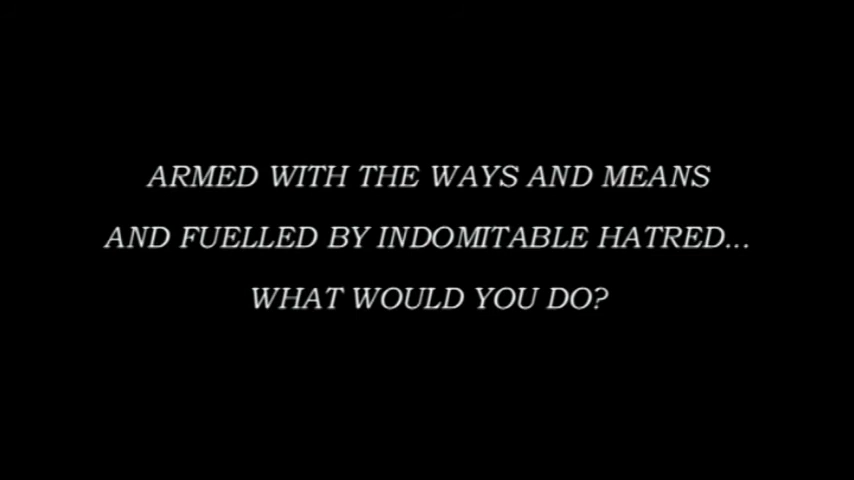 ARMED WITH THE WAYS AND MEANS
AND FUELLED BY INDOMITABLE HATRED...
WHAT WOULD YOU DO?